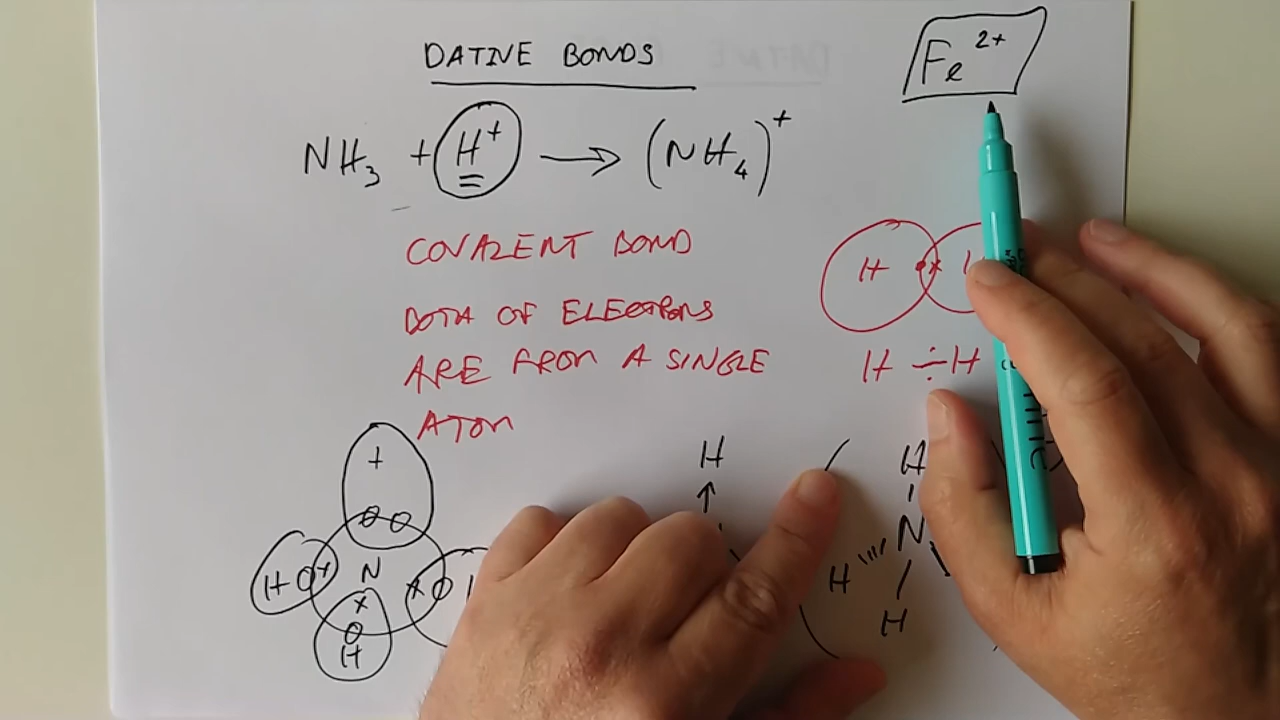 DATIVE BONDS
Fe 2+
NH3 + H+ → (NH4)+
COVALENT BOND
BOTH OF ELECTRONS
ARE FROM A SINGLE
ATOM
H
H ÷ H
+
H
N
H
H
↑
H
N
H
H